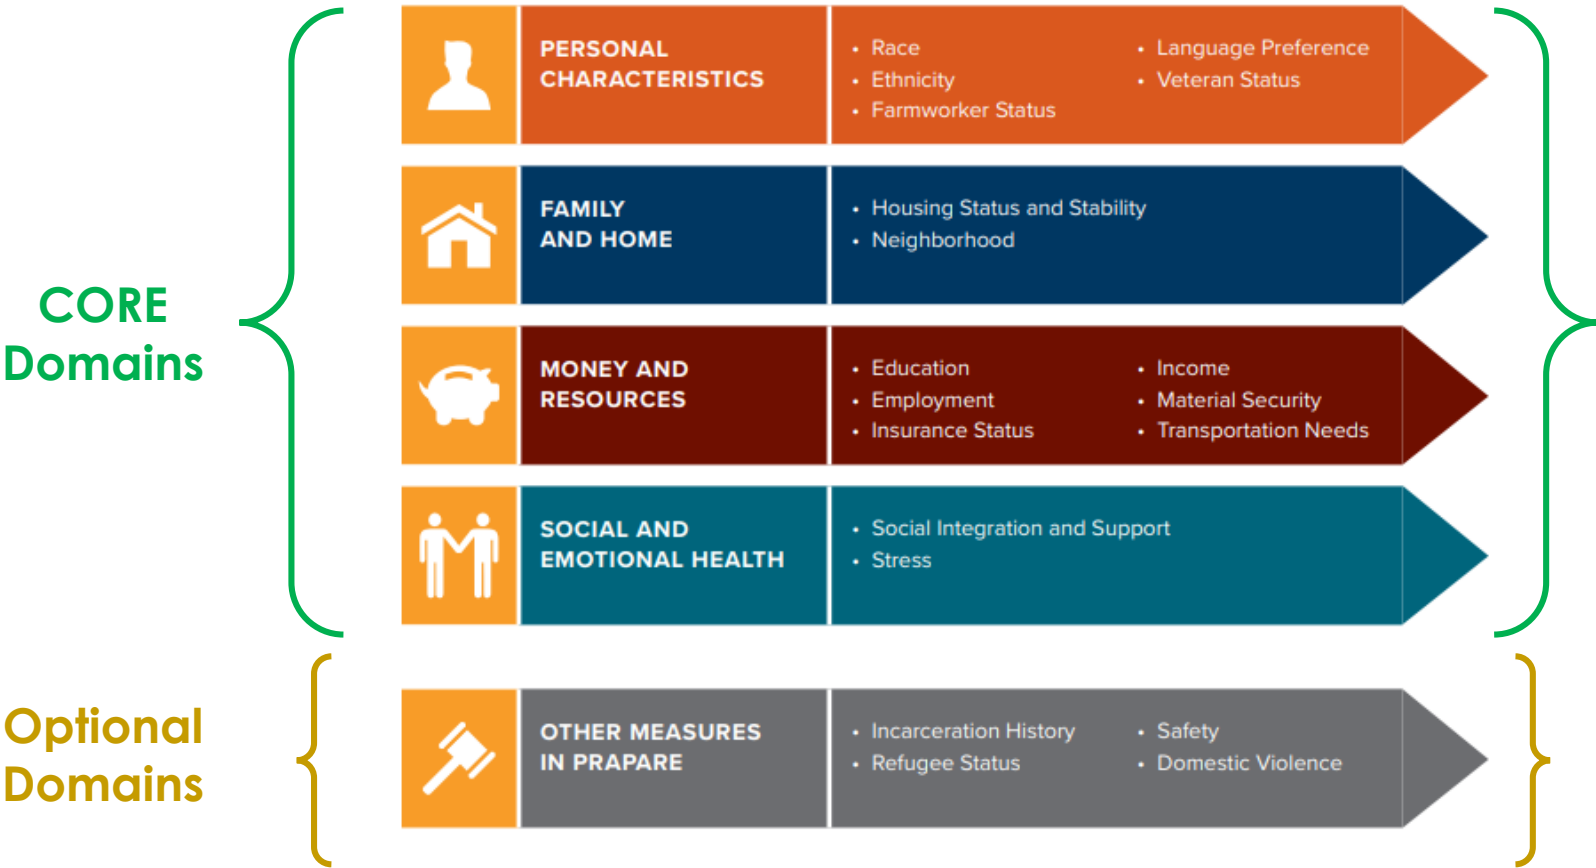 CORE
Domains
PERSONAL
CHARACTERISTICS
• Race
• Ethnicity
• Farmworker Status
• Language Preference
• Veteran Status
FAMILY
AND HOME
• Housing Status and Stability
• Neighborhood
MONEY AND
RESOURCES
• Education
• Employment
• Insurance Status
• Income
• Material Security
• Transportation Needs
SOCIAL AND
EMOTIONAL HEALTH
• Social Integration and Support
• Stress
Optional
Domains
OTHER MEASURES
IN PRAPARE
• Incarceration History
• Refugee Status
• Safety
• Domestic Violence